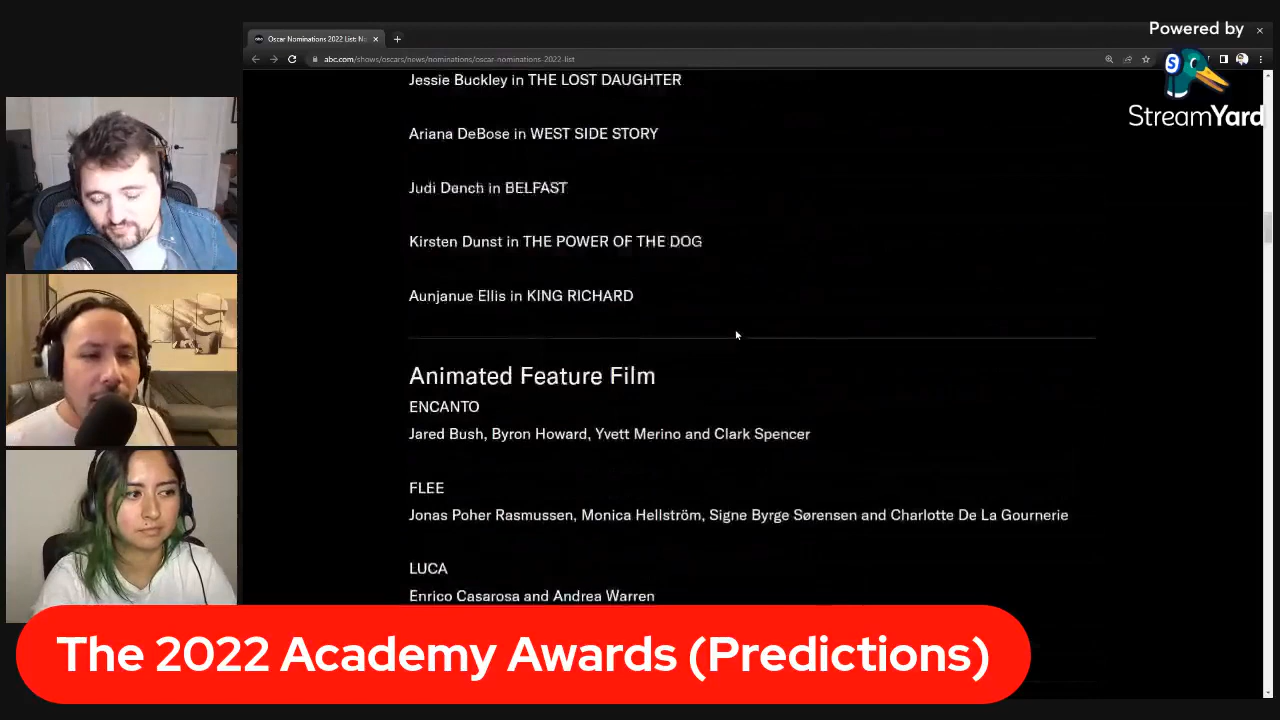 Oscar Nominations 2022 List: N
Powered by
abc.com/shows/oscars/news/nominations/oscar-nominations-2022-list
StreamYard
Jessie Buckley in THE LOST DAUGHTER
Ariana DeBose in WEST SIDE STORY
Judi Dench in BELFAST
Kirsten Dunst in THE POWER OF THE DOG
Aunjanue Ellis in KING RICHARD
Animated Feature Film
ENCANTO
Jared Bush, Byron Howard, Yvett Merino and Clark Spencer
FLEE
Jonas Poher Rasmussen, Monica Hellström, Signe Byrge Sørensen and Charlotte De La Gournerie
LUCA
Enrico Casarosa and Andrea Warren
The 2022 Academy Awards (Predictions)